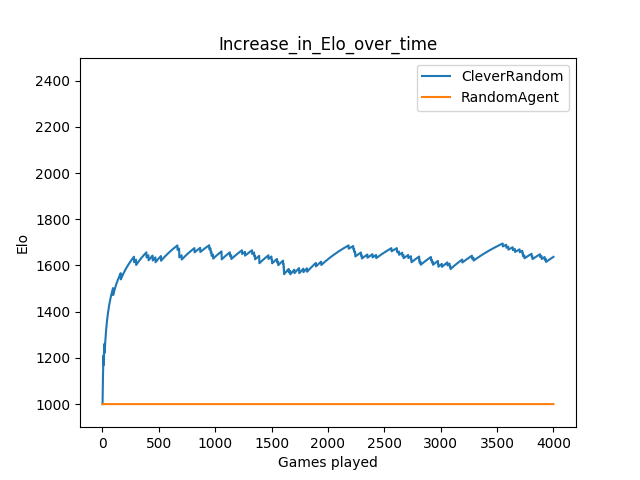 Increase_in_Elo_over_time
CleverRandom
RandomAgent
2400
2200
2000
1800
1600
1400
1200
1000
Elo
0 500 1000 1500 2000 2500 3000 3500 4000
Games played